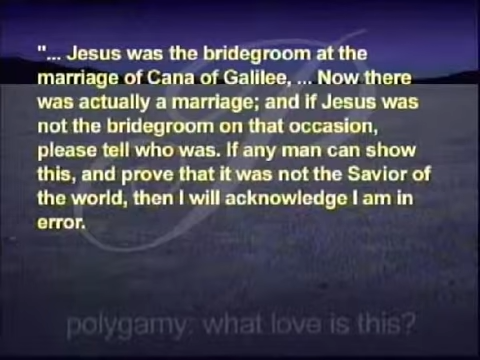 "... Jesus was the bridegroom at the
marriage of Cana of Galilee, ... Now there
was actually a marriage; and if Jesus was
not the bridegroom on that occasion,
please tell who was. If any man can show
this, and prove that it was not the Savior of
the world, then I will acknowledge I am in
error.
polygamy: what love is this?